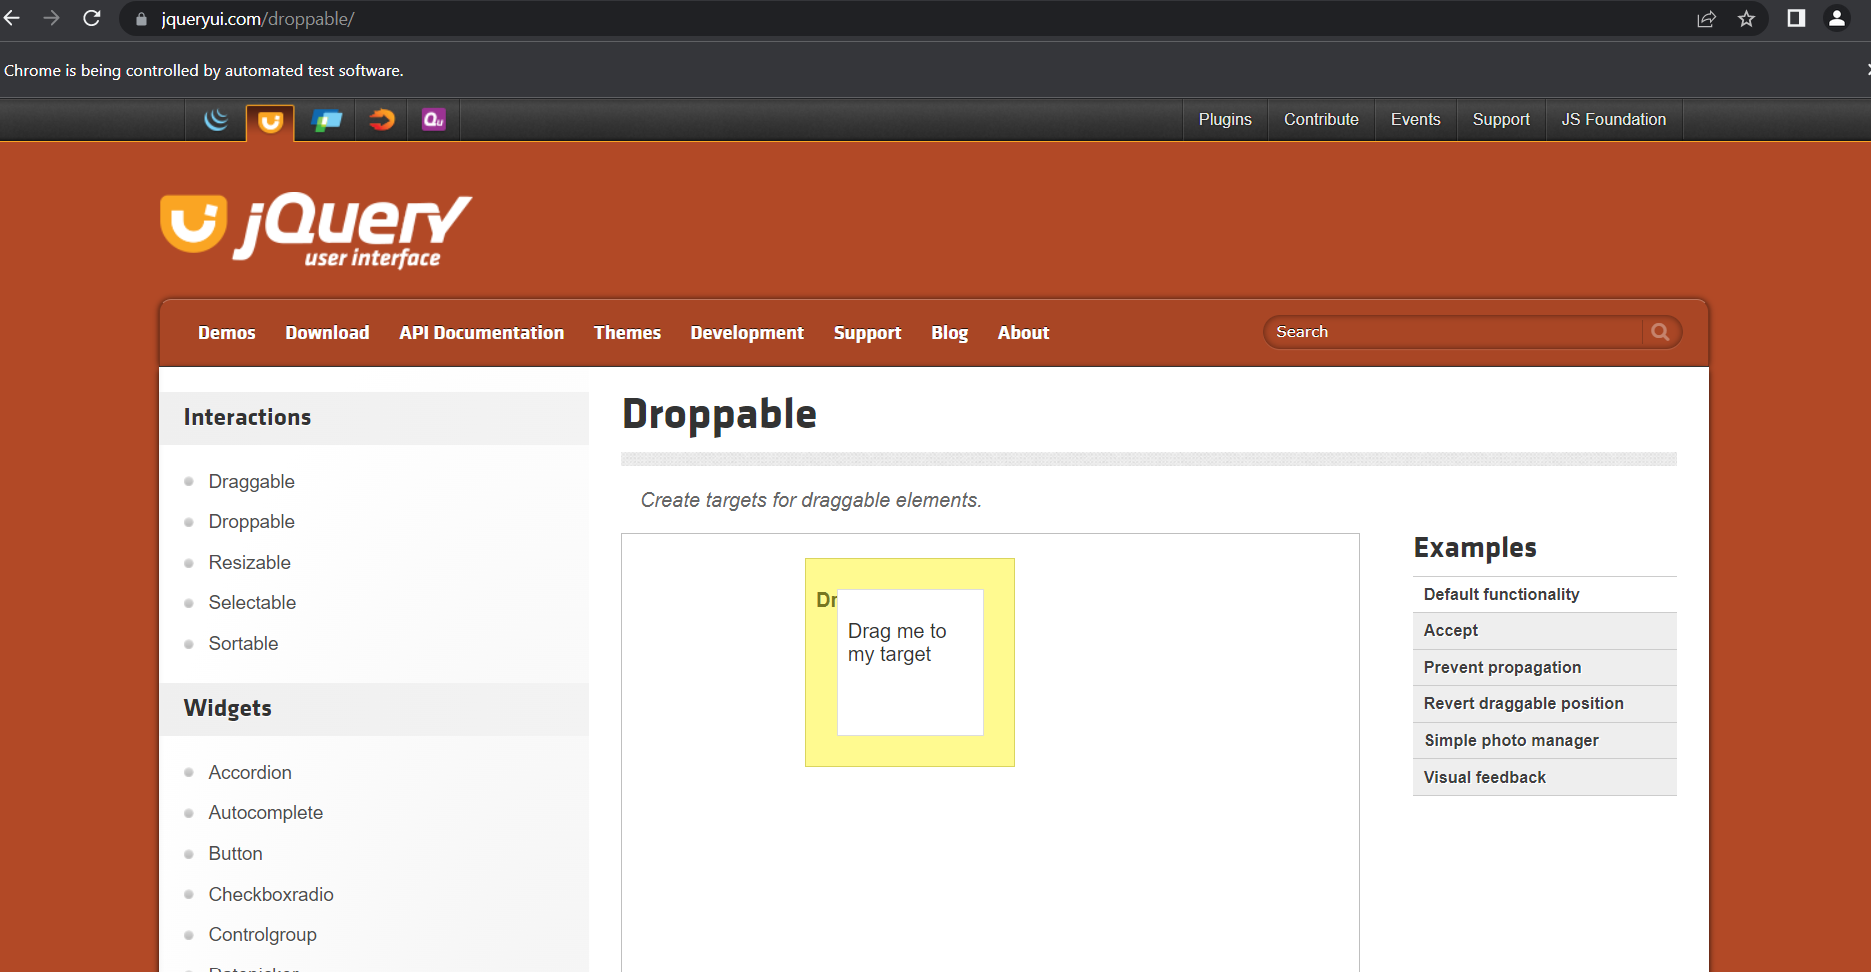 jqueryui.com/droppable/
Chrome is being controlled by automated test software.
Qu
Plugins
Contribute
Events
Support
JS Foundation
jQuery
user interface
Demos
Download
API Documentation
Themes
Development
Support
Blog
About
Search
Interactions
Draggable
Droppable
Resizable
Selectable
Sortable
Widgets
Accordion
Autocomplete
Button
Checkboxradio
Controlgroup
Droppable
Create targets for draggable elements.
Dr
Drag me to
my target
Examples
Default functionality
Accept
Prevent propagation
Revert draggable position
Simple photo manager
Visual feedback